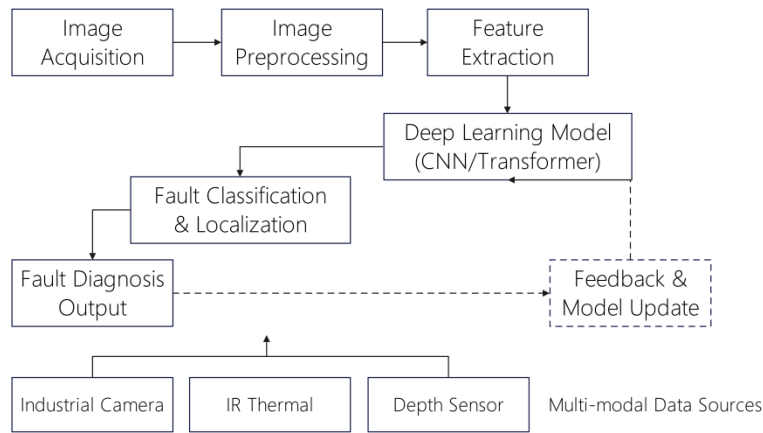 Image
Acquisition
Image
Preprocessing
Feature
Extraction
Deep Learning Model
(CNN/Transformer)
Fault Classification
& Localization
Fault Diagnosis
Output
Feedback &
Model Update
Industrial Camera
IR Thermal
Depth Sensor
Multi-modal Data Sources